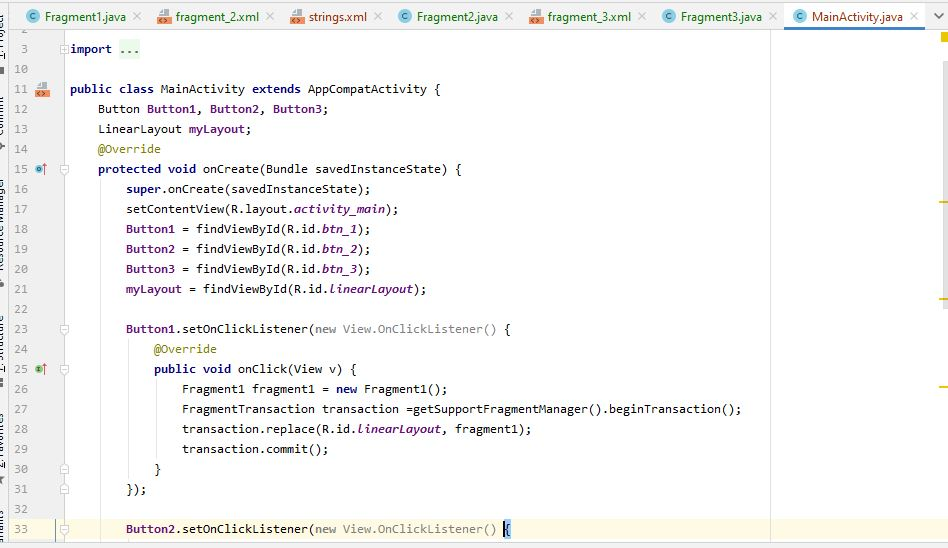 Fragment1.java fragment_2.xml strings.xml Fragment2.java fragment_3.xml Fragment3.java MainActivity.java
3 import ...
10
11 public class MainActivity extends AppCompatActivity {
12 Button Button1, Button2, Button3;
13 LinearLayout myLayout;
14 @Override
15 protected void onCreate(Bundle savedInstanceState) {
16 super.onCreate(savedInstanceState);
17 setContentView(R.layout.activity_main);
18 Button1 = findViewById(R.id.btn_1);
19 Button2 = findViewById(R.id.btn_2);
20 Button3 = findViewById(R.id.btn_3);
21 myLayout = findViewById(R.id.linearLayout);
22
23 Button1.setOnClickListener(new View.OnClickListener() {
24 @Override
25 public void onClick(View v) {
26 Fragment1 fragment1 = new Fragment1();
27 FragmentTransaction transaction =getSupportFragmentManager().beginTransaction();
28 transaction.replace(R.id.linearLayout, fragment1);
29 transaction.commit();
30 }
31 });
32
33 Button2.setOnClickListener(new View.OnClickListener() {